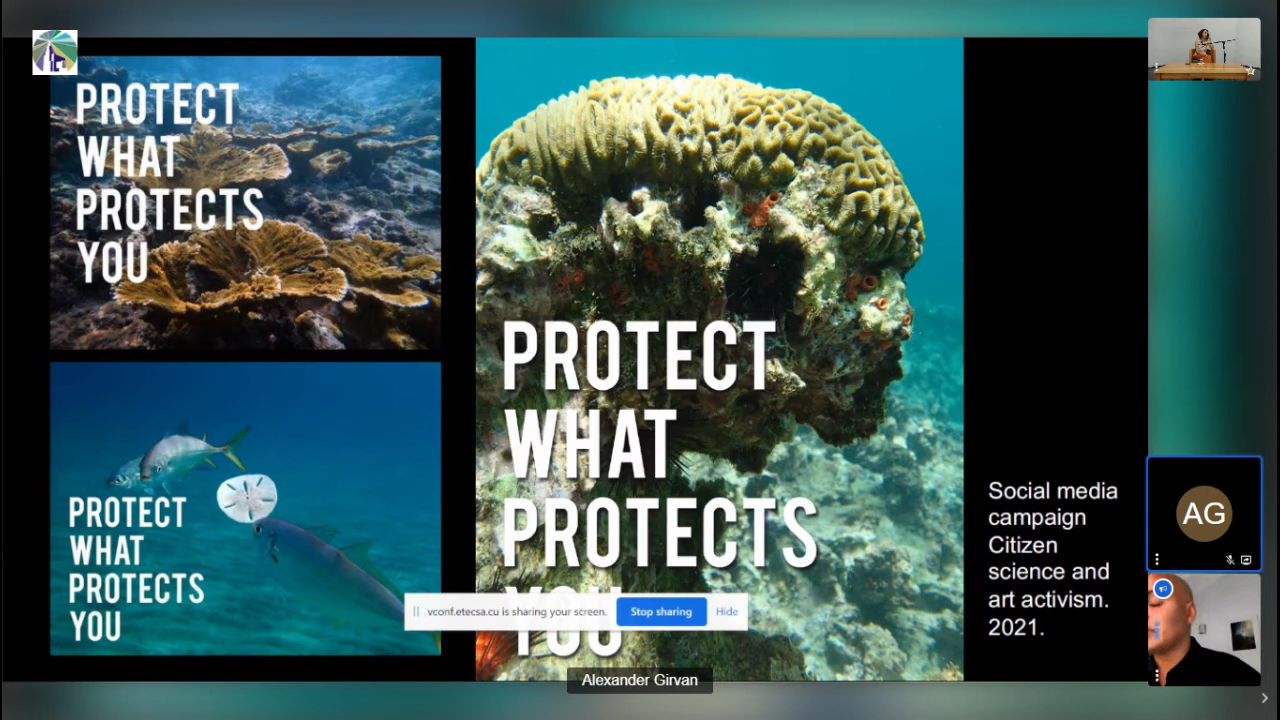 PROTECT
WHAT
PROTECTS
YOU
PROTECT
WHAT
PROTECTS
YOU
PROTECT
WHAT
PROTECTS
YOU
Social media
campaign
Citizen
science and
art activism.
2021.
vconf.etecsa.cu is sharing your screen. Stop sharing Hide
Alexander Girvan
AG